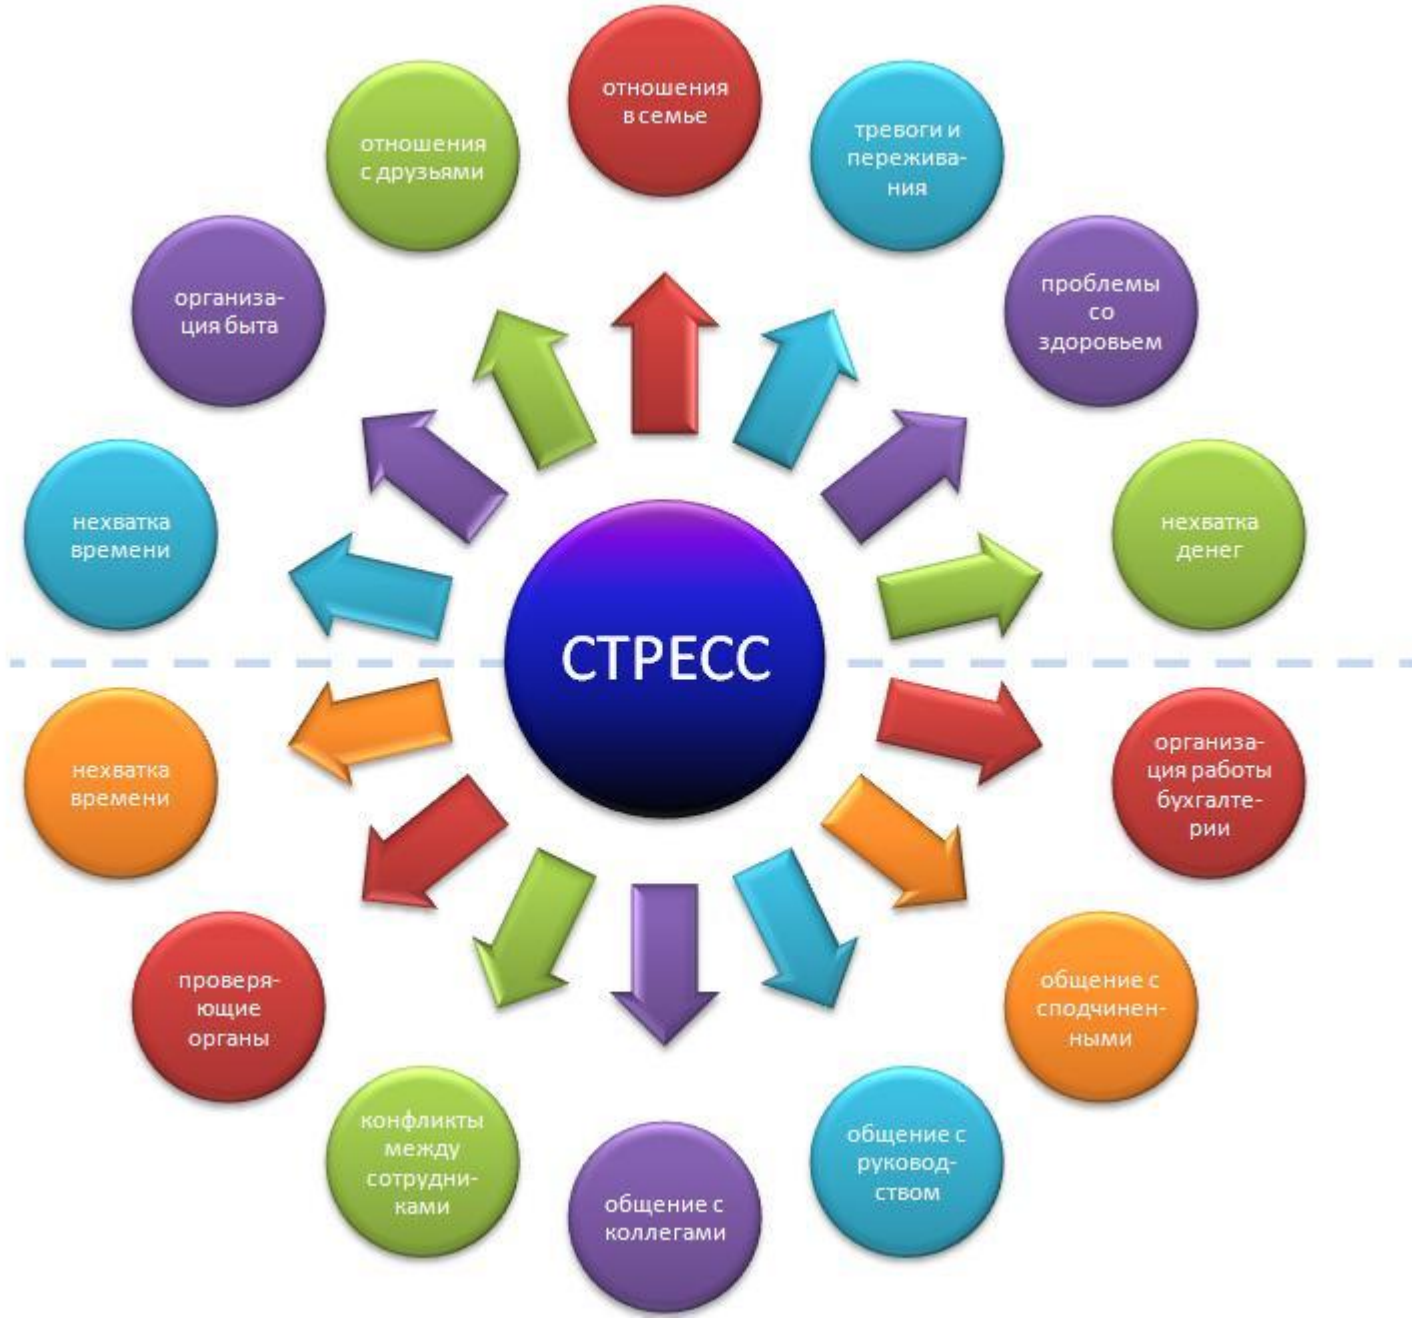 отношения
в семье
тревоги и
пережива-
ния
проблемы
со
здоровьем
нехватка
денег
организа-
ция работы
бухгалте-
рии
общение с
сподчинен-
ными
общение с
руковод-
ством
общение с
коллегами
конфликты
между
сотрудни-
ками
проверя-
ющие
органы
нехватка
времени
нехватка
времени
организа-
ция быта
отношения
с друзьями
СТРЕСС